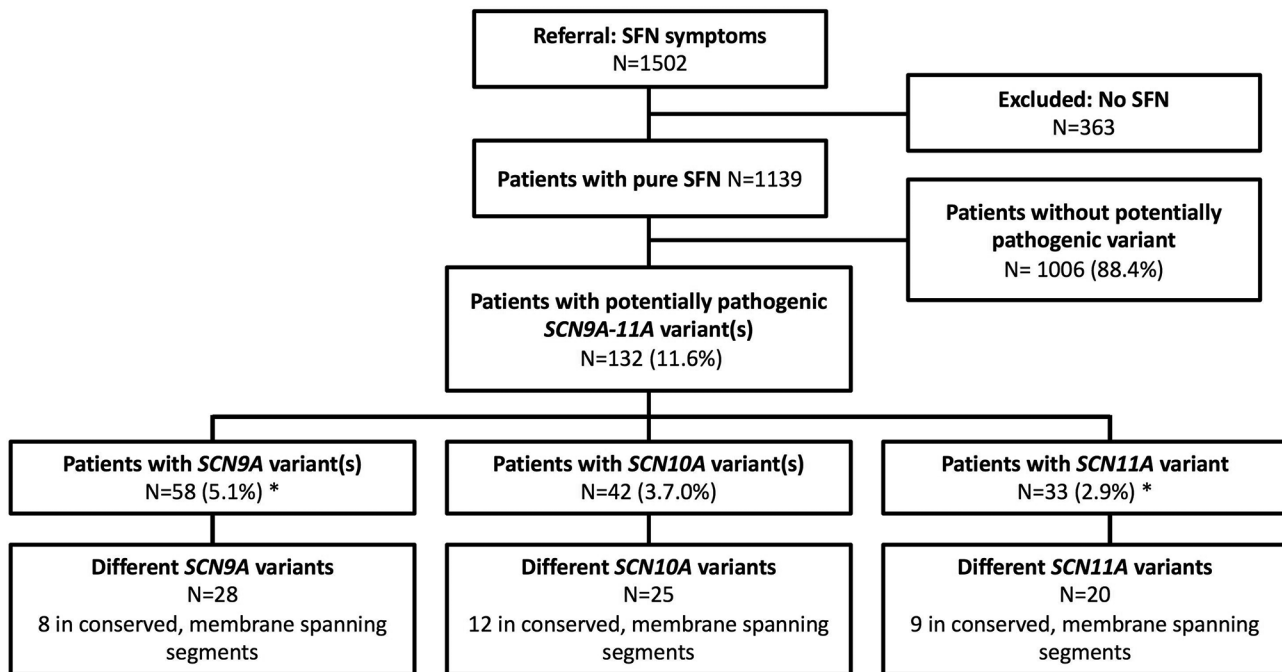 Referral: SFN symptoms
N=1502
Excluded: No SFN
N=363
Patients with pure SFN N=1139
Patients without potentially
pathogenic variant
N= 1006 (88.4%)
Patients with potentially pathogenic
SCN9A-11A variant(s)
N=132 (11.6%)
Patients with SCN9A variant(s)
N=58 (5.1%) *
Patients with SCN10A variant(s)
N=42 (3.7.0%)
Patients with SCN11A variant
N=33 (2.9%) *
Different SCN9A variants
N=28
8 in conserved, membrane spanning
segments
Different SCN10A variants
N=25
12 in conserved, membrane spanning
segments
Different SCN11A variants
N=20
9 in conserved, membrane spanning
segments